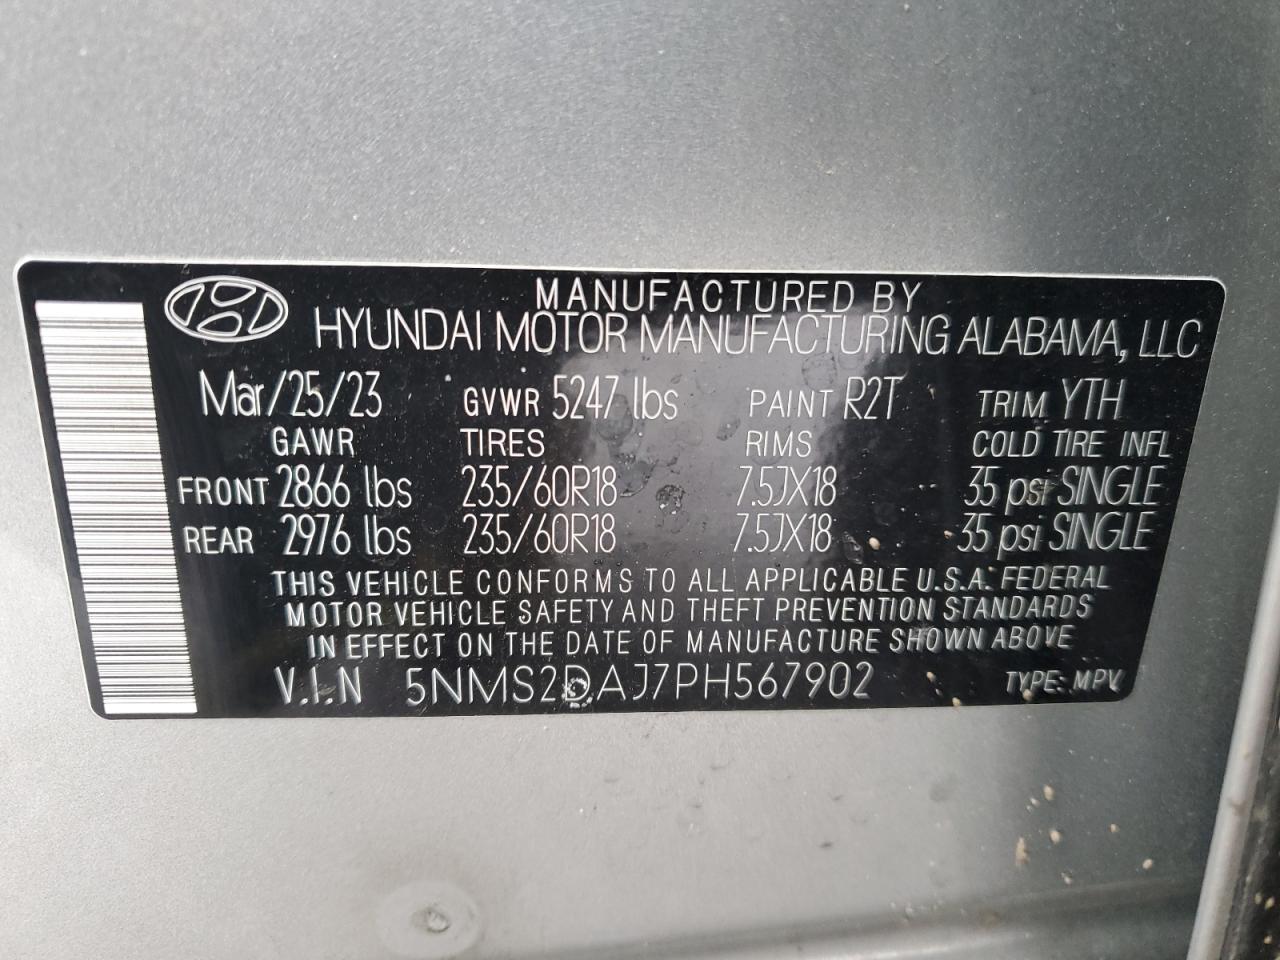 MANUFACTURED BY
HYUNDAI MOTOR MANUFACTURING ALABAMA, LLC
Mar/25/23 GVWR 5247 lbs PAINT R2T TRIM YTH
GAWR TIRES RIMS COLD TIRE INFL
FRONT 2866 lbs 235/60R18 7.5JX18 35 psi SINGLE
REAR 2976 lbs 235/60R18 7.5JX18 35 psi SINGLE
THIS VEHICLE CONFORMS TO ALL APPLICABLE U.S.A. FEDERAL
MOTOR VEHICLE SAFETY AND THEFT PREVENTION STANDARDS
IN EFFECT ON THE DATE OF MANUFACTURE SHOWN ABOVE
V.I.N 5NMS2DAJ7PH567902 TYPE: MPV